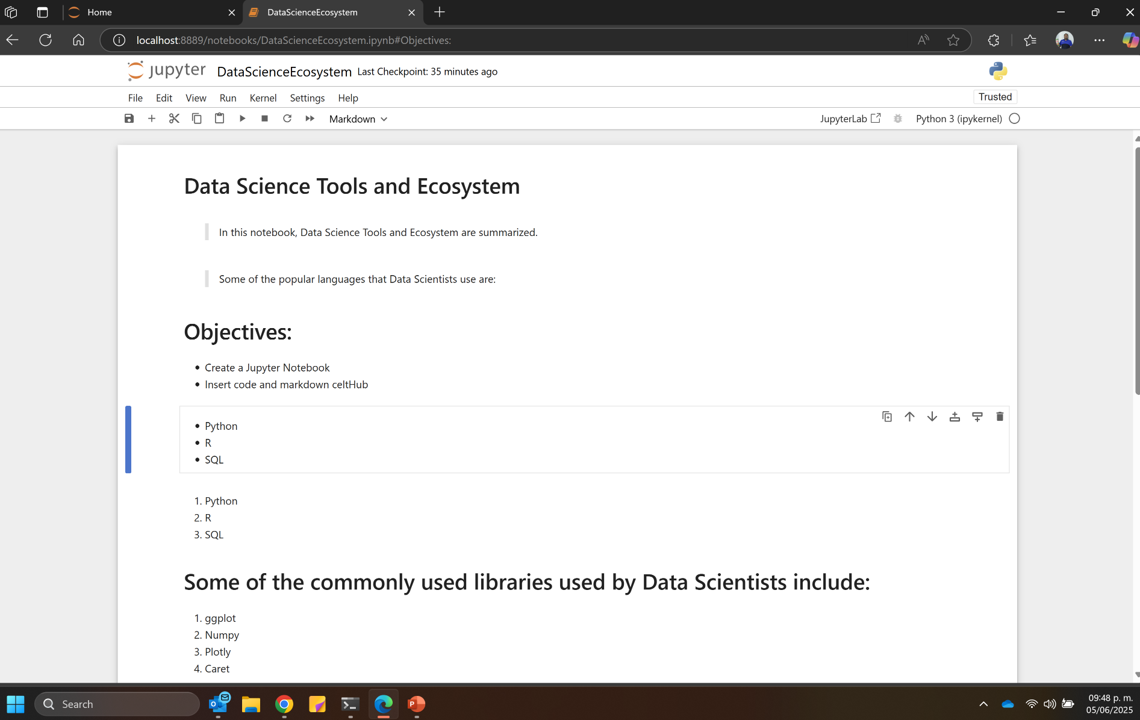 Home
DataScienceEcosystem
localhost:8889/notebooks/DataScienceEcosystem.ipynb#Objectives:
jupyter DataScienceEcosystem Last Checkpoint: 35 minutes ago
File Edit View Run Kernel Settings Help
Trusted
Markdown
JupyterLab
Python 3 (ipykernel)
Data Science Tools and Ecosystem
In this notebook, Data Science Tools and Ecosystem are summarized.
Some of the popular languages that Data Scientists use are:
Objectives:
• Create a Jupyter Notebook
• Insert code and markdown celtHub
• Python
• R
• SQL
1. Python
2. R
3. SQL
Some of the commonly used libraries used by Data Scientists include:
1. ggplot
2. Numpy
3. Plotly
4. Caret
Search
09:48 p. m.
05/06/2025